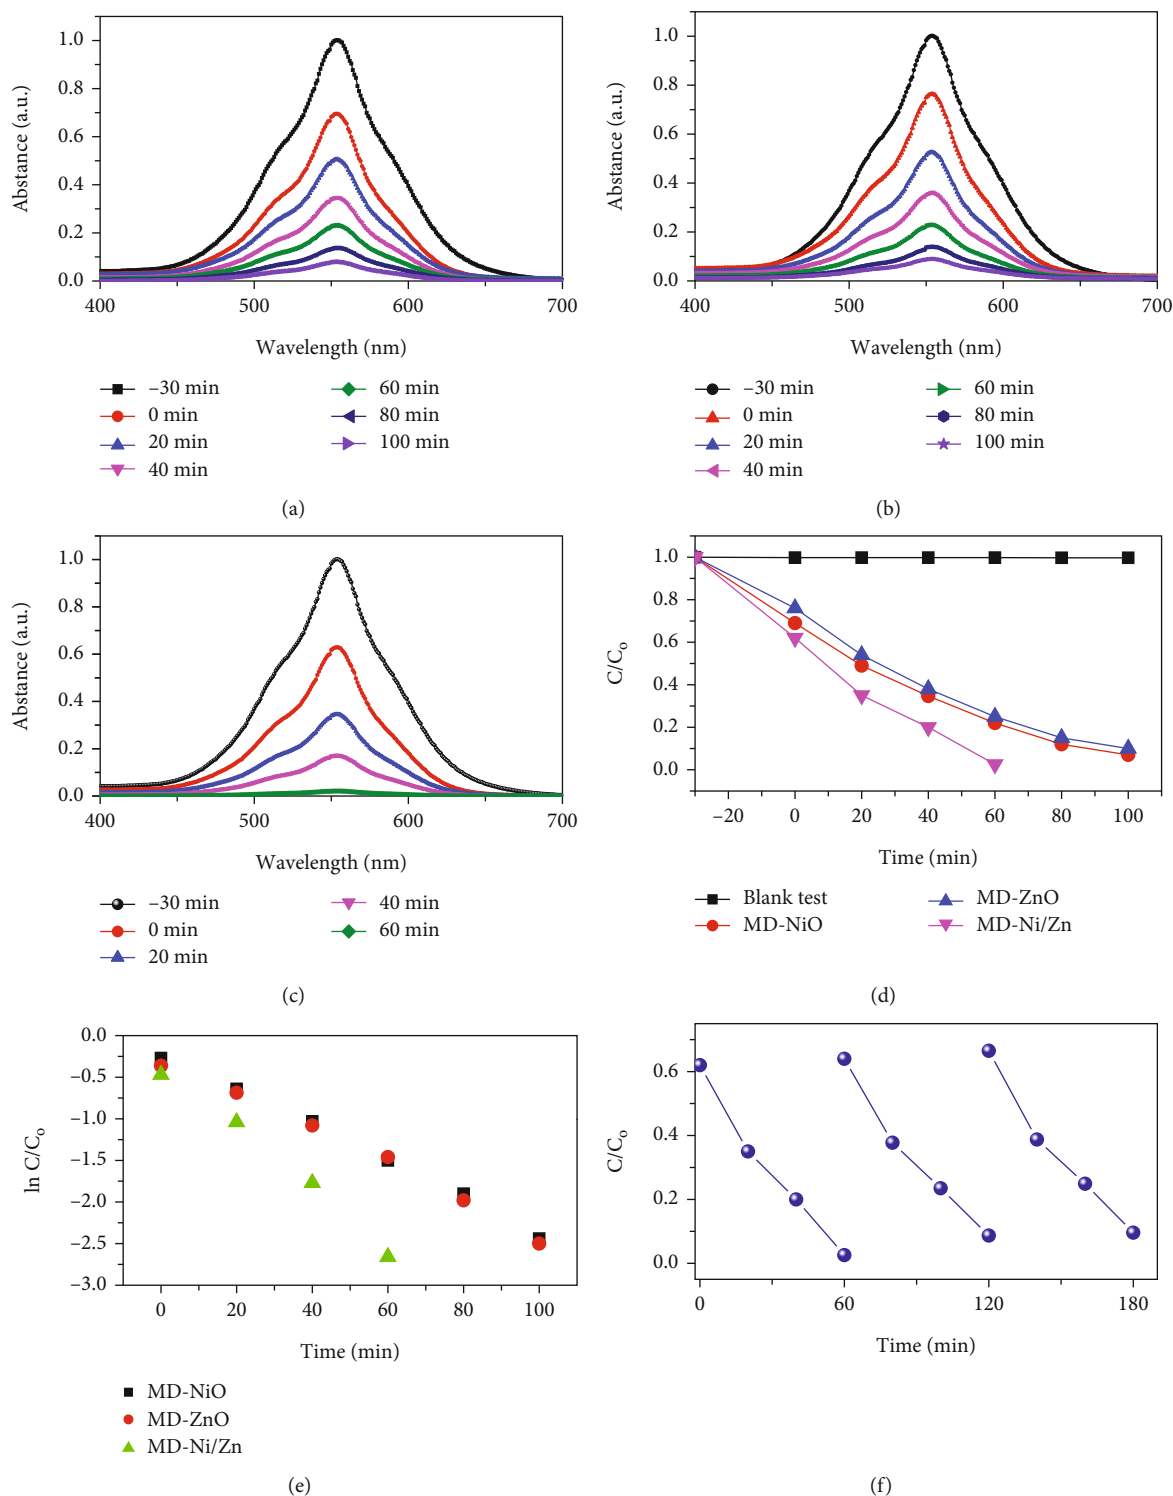 1.0
0.8
0.6
0.4
0.2
0.0
Abstance (a.u.)
400 500 600 700
Wavelength (nm)
–30 min
0 min
20 min
40 min
60 min
80 min
100 min
(a)
1.0
0.8
0.6
0.4
0.2
0.0
Abstance (a.u.)
400 500 600 700
Wavelength (nm)
–30 min
0 min
20 min
40 min
60 min
80 min
100 min
(b)
1.0
0.8
0.6
0.4
0.2
0.0
Abstance (a.u.)
400 500 600 700
Wavelength (nm)
–30 min
0 min
20 min
40 min
60 min
(c)
1.0
0.8
0.6
0.4
0.2
0.0
C/Co
–20 0 20 40 60 80 100
Time (min)
Blank test
MD-NiO
MD-ZnO
MD-Ni/Zn
(d)
0.0
–0.5
–1.0
–1.5
–2.0
–2.5
–3.0
ln C/Co
0 20 40 60 80 100
Time (min)
MD-NiO
MD-ZnO
MD-Ni/Zn
(e)
0.6
0.4
0.2
0.0
C/Co
0 60 120 180
Time (min)
(f)